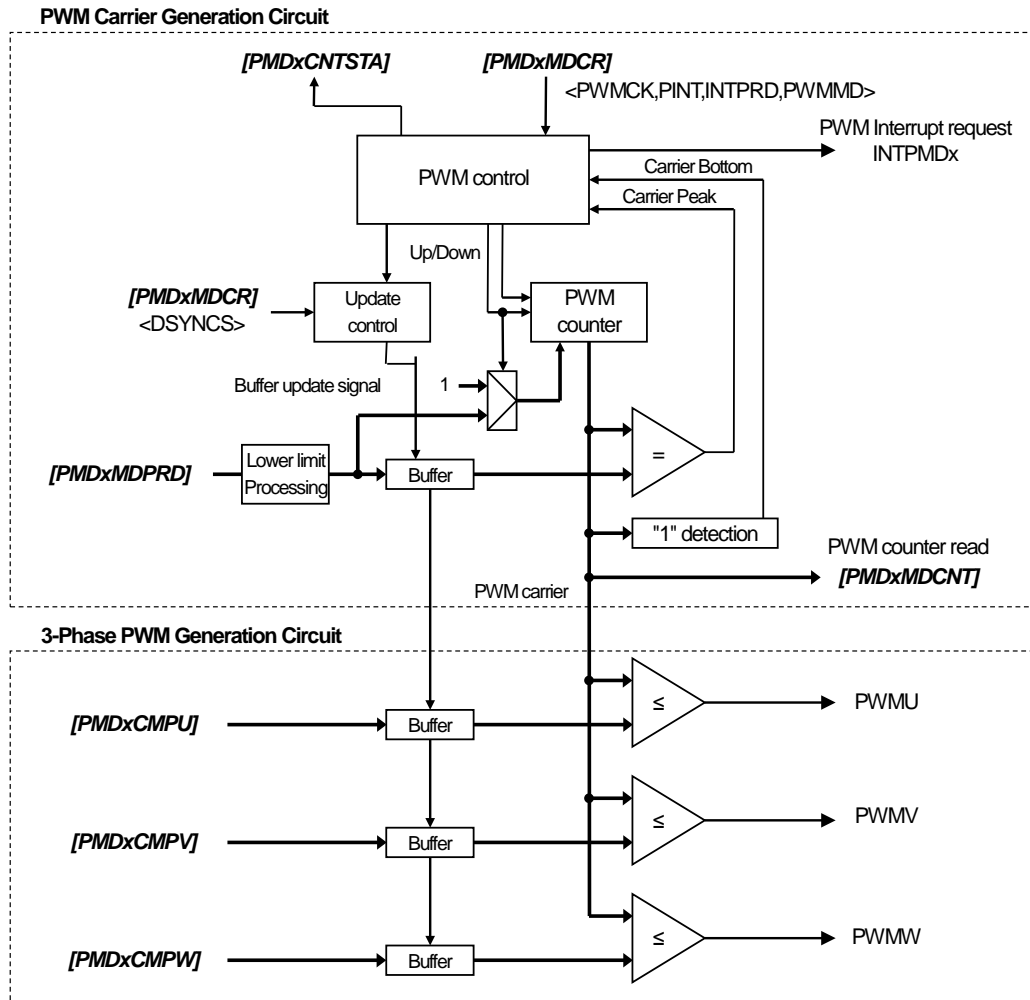 PWM Carrier Generation Circuit
[PMDxCNTSTA]
[PMDxMDCR]
<PWMCK,PINT,INTPRD,PWMMD>
PWM Interrupt request
INTPMDx
PWM control
Carrier Bottom
Carrier Peak
Up/Down
[PMDxMDCR]
<DSYNCS>
Update
control
PWM
counter
Buffer update signal
1
[PMDxMDPRD]
Lower limit
Processing
Buffer
=
"1" detection
PWM counter read
[PMDxMDCNT]
PWM carrier
3-Phase PWM Generation Circuit
[PMDxCMPU]
Buffer
≤
PWMU
[PMDxCMPV]
Buffer
≤
PWMV
[PMDxCMPW]
Buffer
≤
PWMW